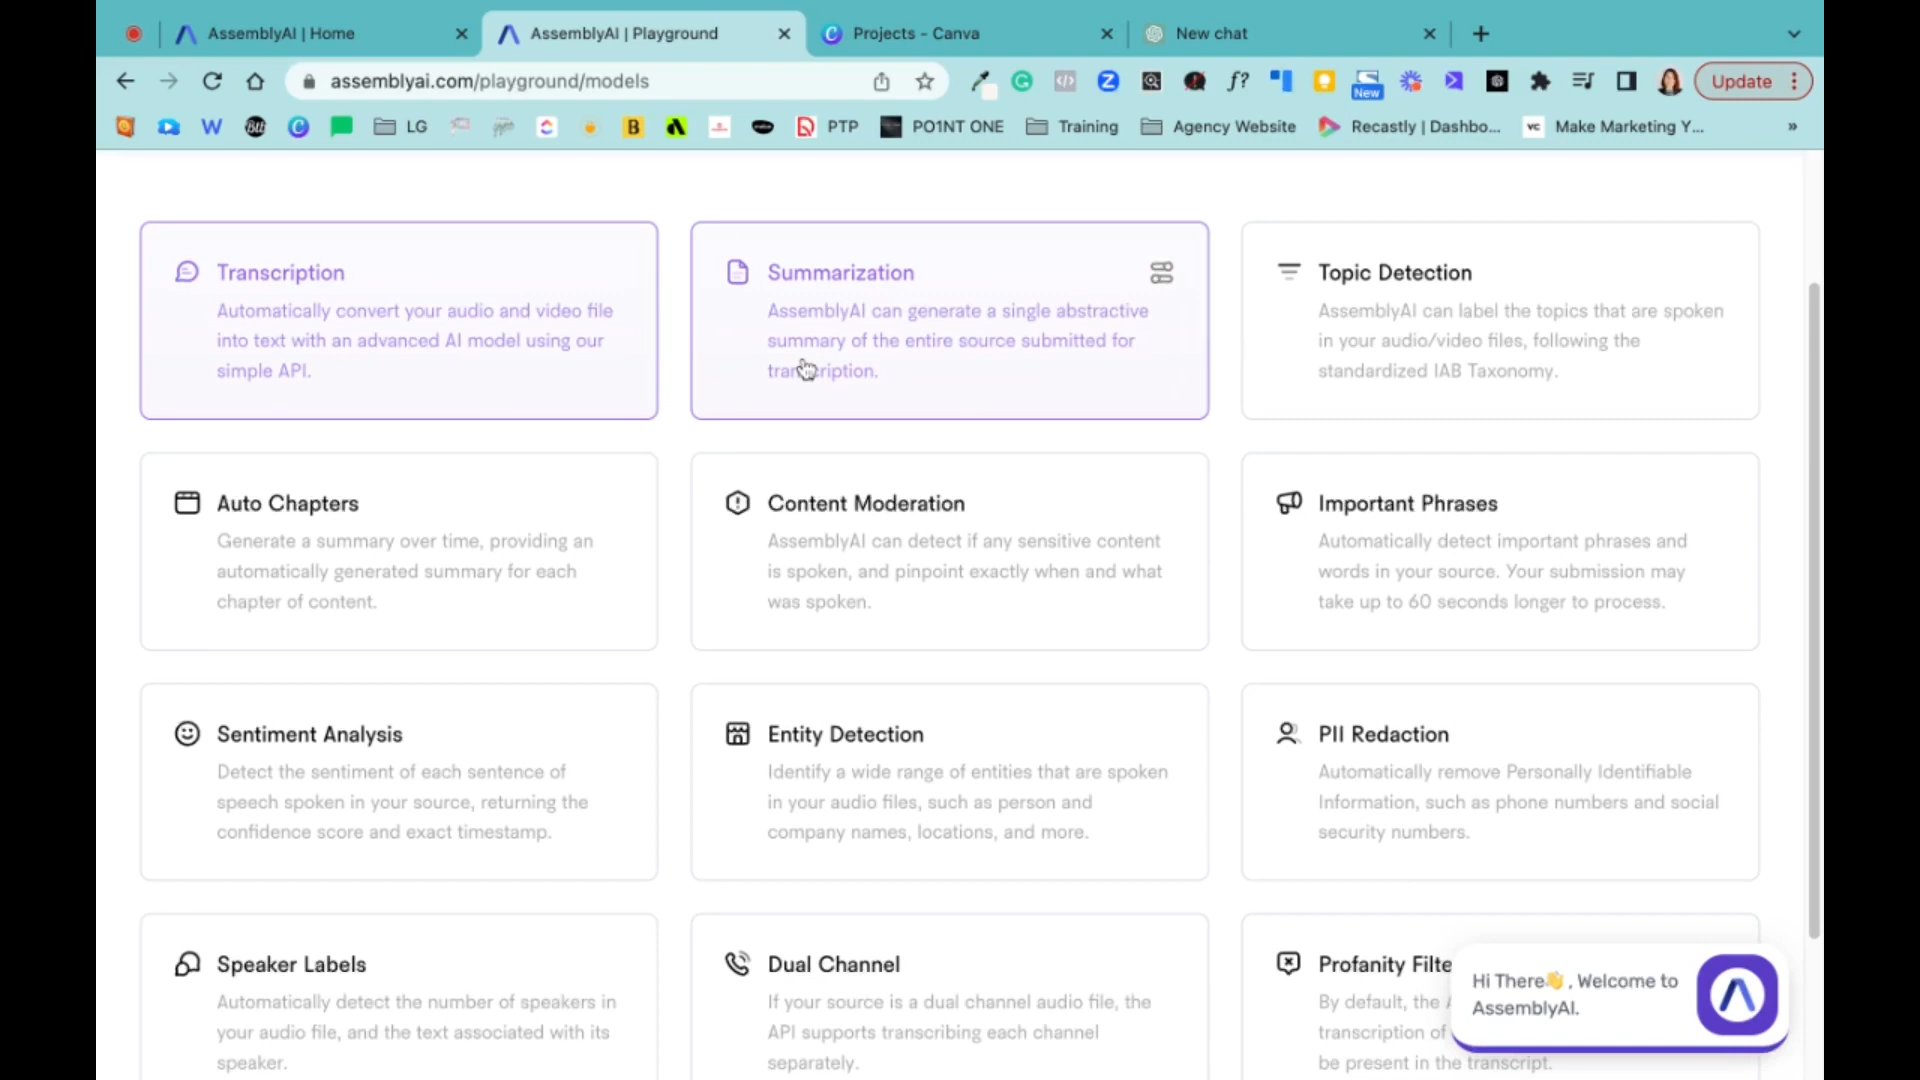 AssemblyAI | Home
AssemblyAI | Playground
Projects - Canva
New chat
assemblyai.com/playground/models
New
Update
W
LG
B
PTP
PO1NT ONE
Training
Agency Website
Recastly | Dashbo...
vc
Make Marketing Y...
»
Transcription
Automatically convert your audio and video file
into text with an advanced AI model using our
simple API.
Summarization
AssemblyAI can generate a single abstractive
summary of the entire source submitted for
transcription.
Topic Detection
AssemblyAI can label the topics that are spoken
in your audio/video files, following the
standardized IAB Taxonomy.
Auto Chapters
Generate a summary over time, providing an
automatically generated summary for each
chapter of content.
Content Moderation
AssemblyAI can detect if any sensitive content
is spoken, and pinpoint exactly when and what
was spoken.
Important Phrases
Automatically detect important phrases and
words in your source. Your submission may
take up to 60 seconds longer to process.
Sentiment Analysis
Detect the sentiment of each sentence of
speech spoken in your source, returning the
confidence score and exact timestamp.
Entity Detection
Identify a wide range of entities that are spoken
in your audio files, such as person and
company names, locations, and more.
PII Redaction
Automatically remove Personally Identifiable
Information, such as phone numbers and social
security numbers.
Speaker Labels
Automatically detect the number of speakers in
your audio file, and the text associated with its
speaker.
Dual Channel
If your source is a dual channel audio file, the
API supports transcribing each channel
separately.
Profanity Filte
By default, the
transcription of
be present in the transcript.
Hi There👋 , Welcome to
AssemblyAI.